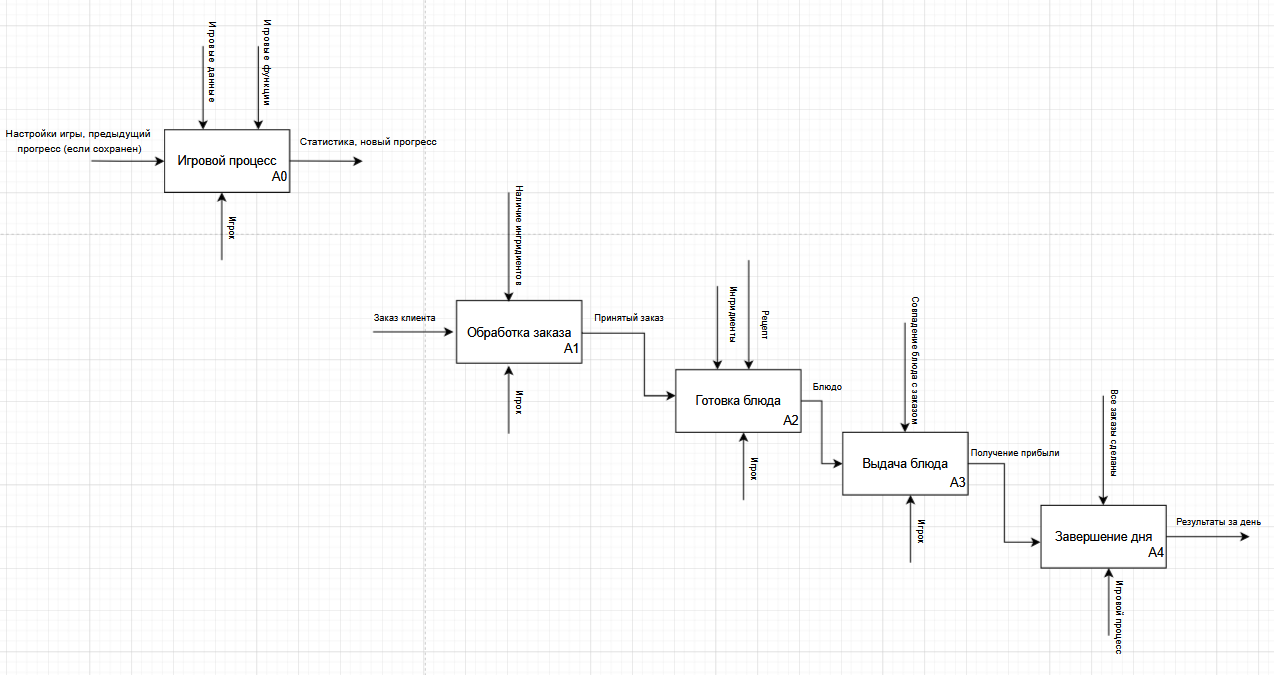 Игровые данные
Игровые функции
Настройки игры, предыдущий
прогресс (если сохранен)
Игровой процесс
A0
Статистика, новый прогресс
Игрок
Наличие ингридиентов
Заказ клиента
Обработка заказа
A1
Принятый заказ
Игрок
Ингридиенты
Рецепт
Готовка блюда
A2
Блюдо
Игрок
Совпадение блюда с заказом
Выдача блюда
A3
Получение прибыли
Игрок
Все заказы сделаны
Завершение дня
A4
Результаты за день
Игровой процесс